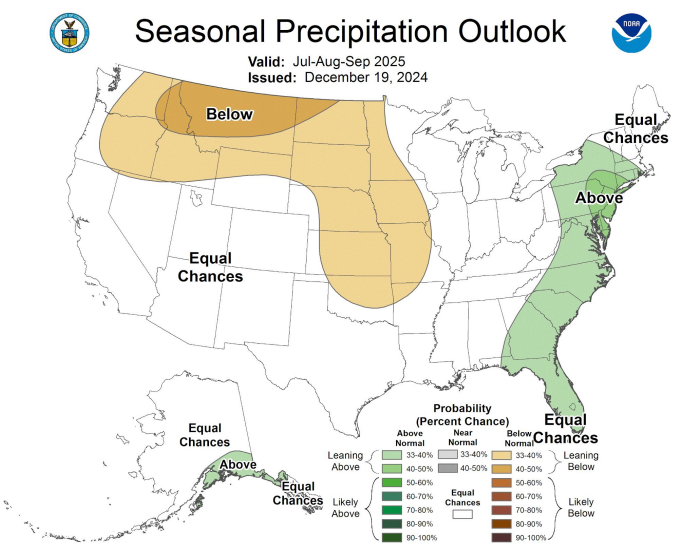 Seasonal Precipitation Outlook
NOAA
Valid: Jul-Aug-Sep 2025
Issued: December 19, 2024
Below
Equal
Chances
Above
Equal
Chances
Equal
Chances
Above
Equal
Chances
Equal
Chances
Probability
(Percent Chance)
Above
Normal
Near
Normal
Below
Normal
Leaning
Above
33-40%
40-50%
50-60%
60-70%
70-80%
80-90%
90-100%
Likely
Above
33-40%
40-50%
Equal
Chances
33-40%
40-50%
50-60%
60-70%
70-80%
80-90%
90-100%
Leaning
Below
Likely
Below